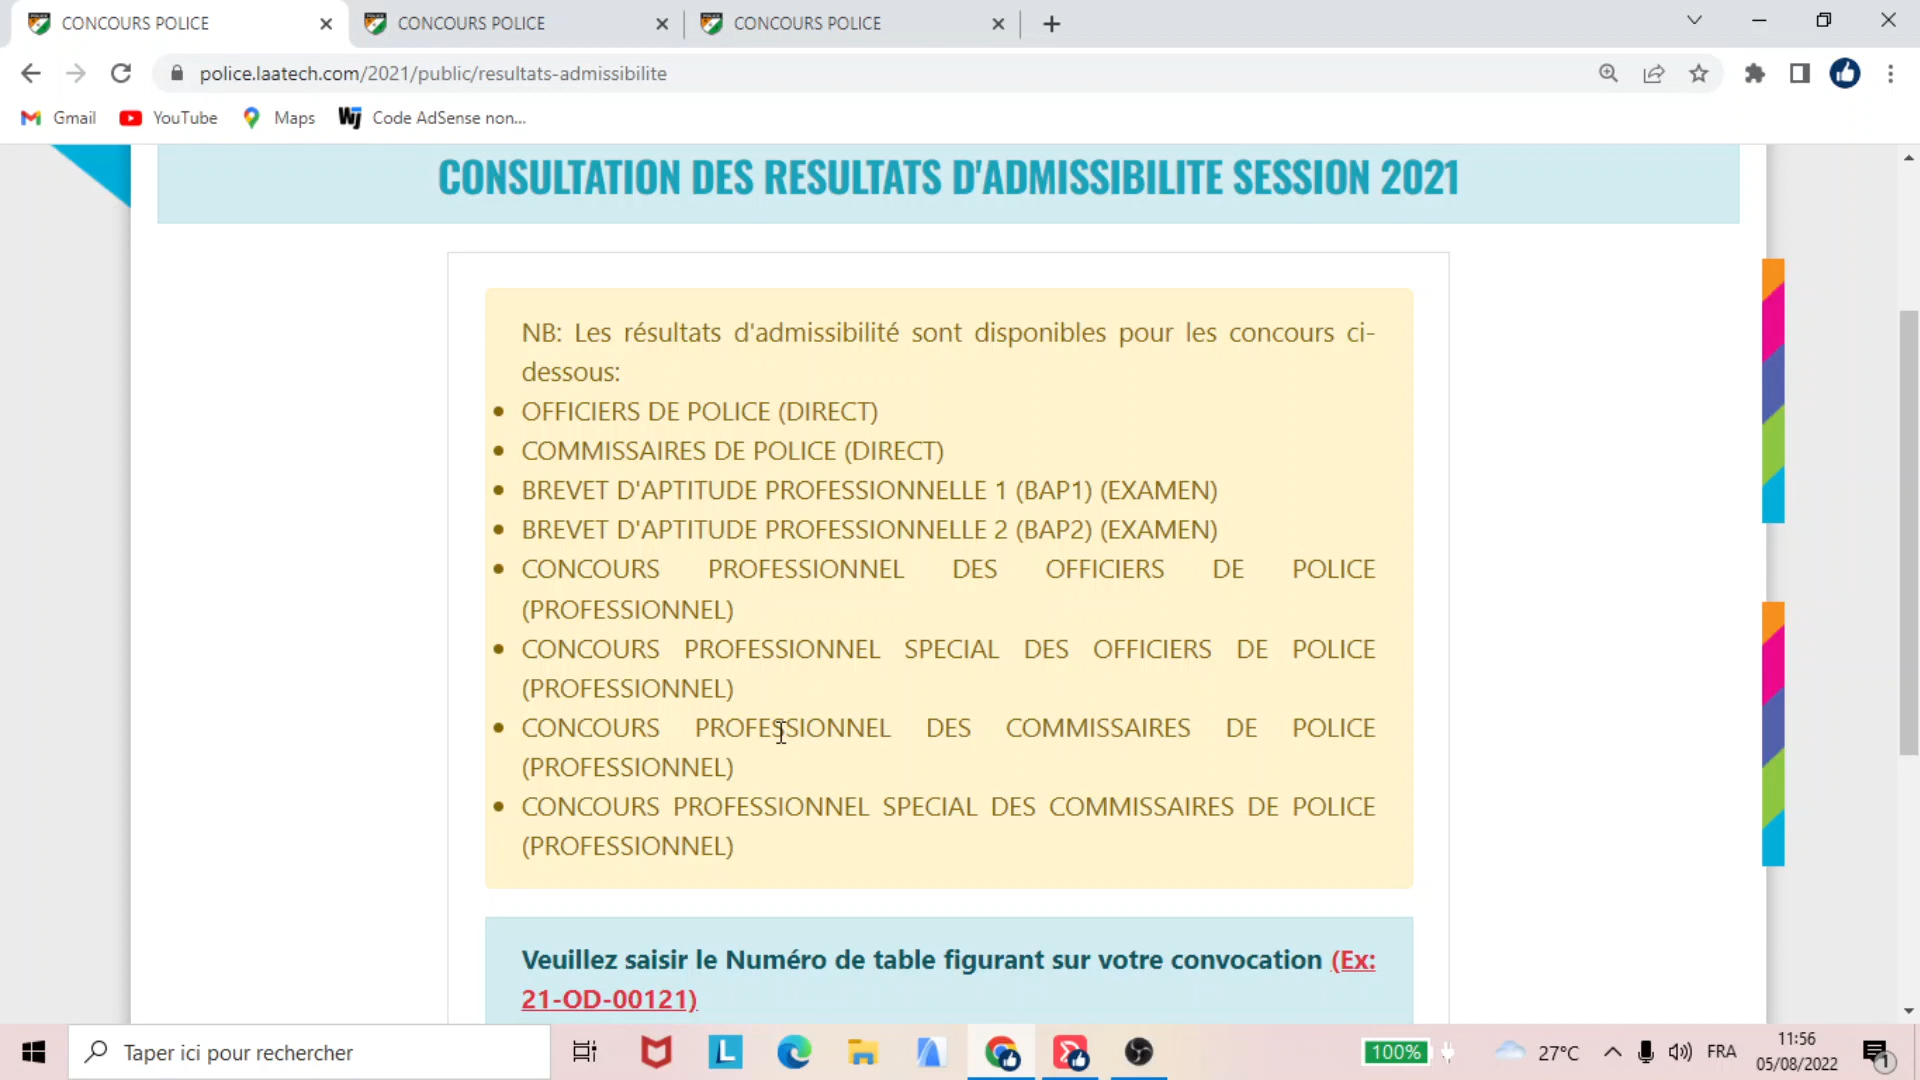 CONCOURS POLICE
CONCOURS POLICE
CONCOURS POLICE
police.laatech.com/2021/public/resultats-admissibilite
Gmail
YouTube
Maps
Code AdSense non...
CONSULTATION DES RESULTATS D'ADMISSIBILITE SESSION 2021
NB: Les résultats d'admissibilité sont disponibles pour les concours ci-
dessous:
OFFICIERS DE POLICE (DIRECT)
COMMISSAIRES DE POLICE (DIRECT)
BREVET D'APTITUDE PROFESSIONNELLE 1 (BAP1) (EXAMEN)
BREVET D'APTITUDE PROFESSIONNELLE 2 (BAP2) (EXAMEN)
CONCOURS PROFESSIONNEL DES OFFICIERS DE POLICE
(PROFESSIONNEL)
CONCOURS PROFESSIONNEL SPECIAL DES OFFICIERS DE POLICE
(PROFESSIONNEL)
CONCOURS PROFESSIONNEL DES COMMISSAIRES DE POLICE
(PROFESSIONNEL)
CONCOURS PROFESSIONNEL SPECIAL DES COMMISSAIRES DE POLICE
(PROFESSIONNEL)
Veuillez saisir le Numéro de table figurant sur votre convocation (Ex:
21-OD-00121)
Taper ici pour rechercher
L
100%
27°C
FRA
11:56
05/08/2022
1